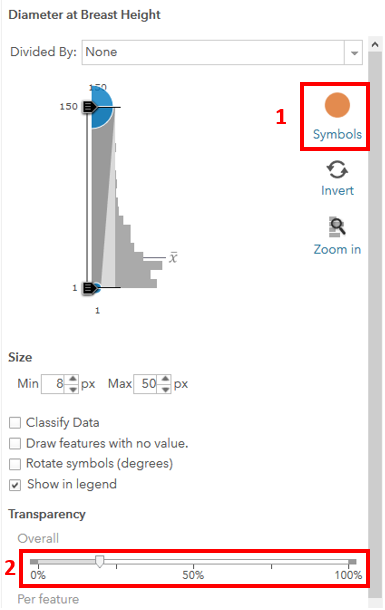 Diameter at Breast Height
Divided By: None
150
150
1
Symbols
Invert
x̄
Zoom in
1
1
Size
Min 8 px Max 50 px
Classify Data
Draw features with no value.
Rotate symbols (degrees)
Show in legend
Transparency
Overall
2
0% 50% 100%
Per feature